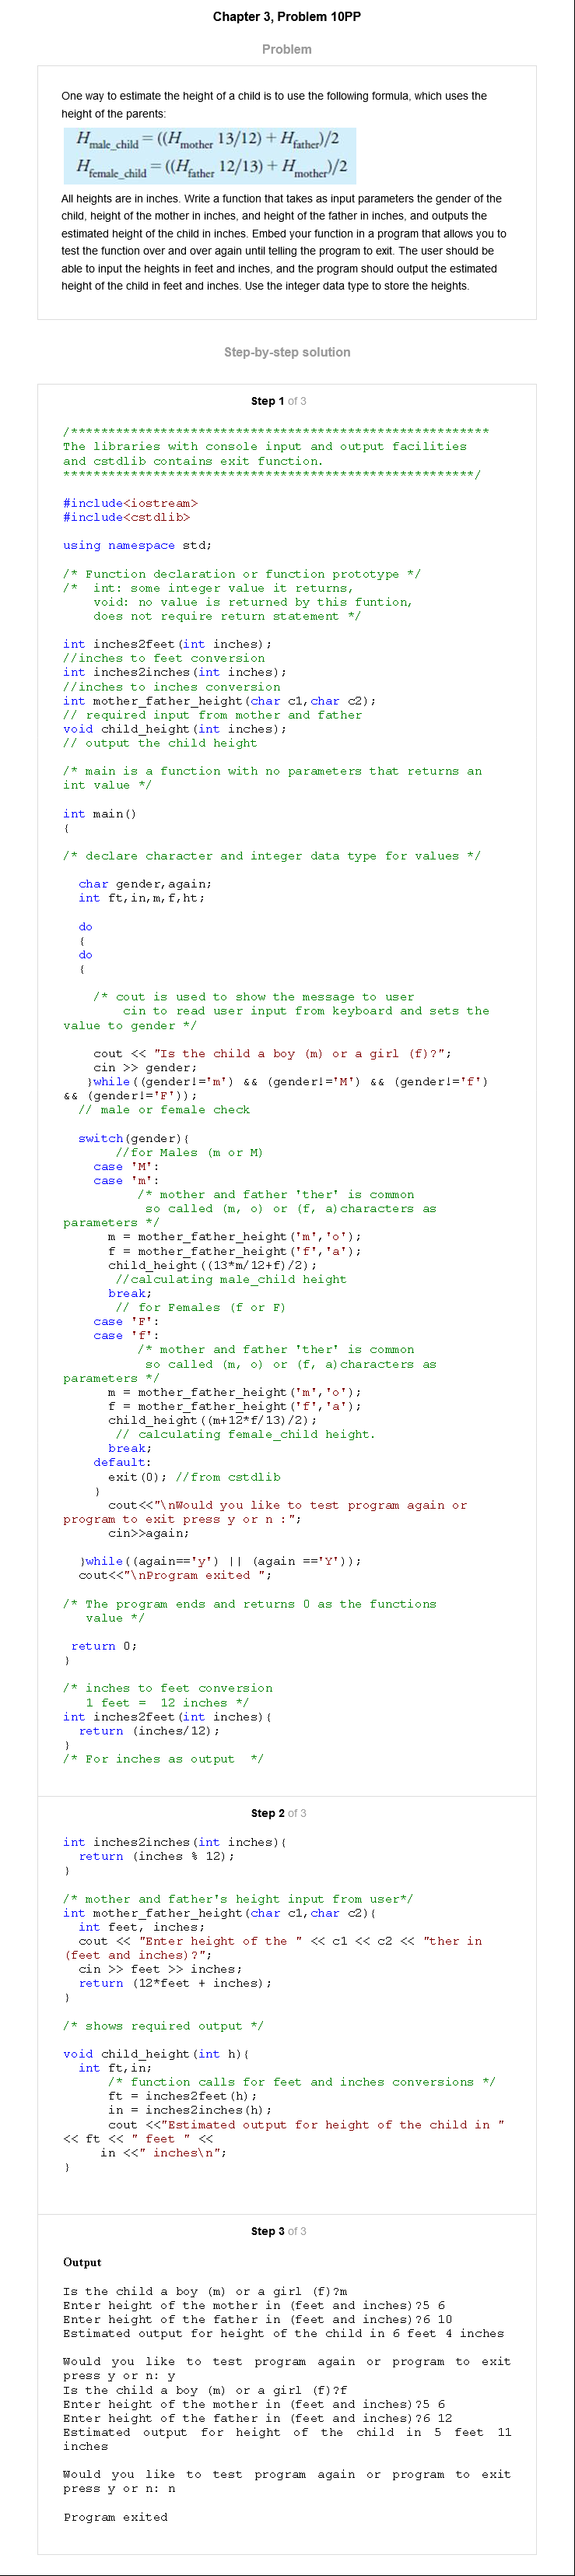 Chapter 3, Problem 10PP
Problem
One way to estimate the height of a child is to use the following formula, which uses the
height of the parents:
Hmale_child = ((Hmother 13/12) + Hfather)/2
Hfemale_child = ((Hfather 12/13) + Hmother)/2
All heights are in inches. Write a function that takes as input parameters the gender of the
child, height of the mother in inches, and height of the father in inches, and outputs the
estimated height of the child in inches. Embed your function in a program that allows you to
test the function over and over again until telling the program to exit. The user should be
able to input the heights in feet and inches, and the program should output the estimated
height of the child in feet and inches. Use the integer data type to store the heights.
Step-by-step solution
Step 1 of 3
/********************************************************
The libraries with console input and output facilities
and cstdlib contains exit function.
******************************************************/
#include<iostream>
#include<cstdlib>
using namespace std;
/* Function declaration or function prototype */
/*  int: some integer value it returns,
void: no value is returned by this funtion,
does not require return statement */
int inches2feet(int inches);
//inches to feet conversion
int inches2inches(int inches);
//inches to inches conversion
int mother_father_height(char c1,char c2);
// required input from mother and father
void child_height(int inches);
// output the child height
/* main is a function with no parameters that returns an
int value */
int main()
{
/* declare character and integer data type for values */
char gender,again;
int ft,in,m,f,ht;
do
{
do
{
/* cout is used to show the message to user
cin to read user input from keyboard and sets the
value to gender */
cout << "Is the child a boy (m) or a girl (f)?";
cin >> gender;
}while((gender!='m') && (gender!='M') && (gender!='f')
&& (gender!='F'));
// male or female check
switch(gender){
//for Males (m or M)
case 'M':
case 'm':
/* mother and father 'ther' is common
so called (m, o) or (f, a)characters as
parameters */
m = mother_father_height('m','o');
f = mother_father_height('f','a');
child_height((13*m/12+f)/2);
//calculating male_child height
break;
// for Females (f or F)
case 'F':
case 'f':
/* mother and father 'ther' is common
so called (m, o) or (f, a)characters as
parameters */
m = mother_father_height('m','o');
f = mother_father_height('f','a');
child_height((m+12*f/13)/2);
// calculating female_child height.
break;
default:
exit(0); //from cstdlib
}
cout<<"\nWould you like to test program again or
program to exit press y or n :";
cin>>again;
}while((again=='y') || (again =='Y'));
cout<<"\nProgram exited ";
/* The program ends and returns 0 as the functions
value */
return 0;
}
/* inches to feet conversion
1 feet =  12 inches */
int inches2feet(int inches){
return (inches/12);
}
/* For inches as output  */
Step 2 of 3
int inches2inches(int inches){
return (inches % 12);
}
/* mother and father's height input from user*/
int mother_father_height(char c1,char c2){
int feet, inches;
cout << "Enter height of the " << c1 << c2 << "ther in
(feet and inches)?";
cin >> feet >> inches;
return (12*feet + inches);
}
/* shows required output */
void child_height(int h){
int ft,in;
/* function calls for feet and inches conversions */
ft = inches2feet(h);
in = inches2inches(h);
cout <<"Estimated output for height of the child in "
<< ft << " feet " <<
in <<" inches\n";
}
Step 3 of 3
Output
Is the child a boy (m) or a girl (f)?m
Enter height of the mother in (feet and inches)?5 6
Enter height of the father in (feet and inches)?6 10
Estimated output for height of the child in 6 feet 4 inches
Would you like to test program again or program to exit
press y or n: y
Is the child a boy (m) or a girl (f)?f
Enter height of the mother in (feet and inches)?5 6
Enter height of the father in (feet and inches)?6 12
Estimated output for height of the child in 5 feet 11
inches
Would you like to test program again or program to exit
press y or n: n
Program exited